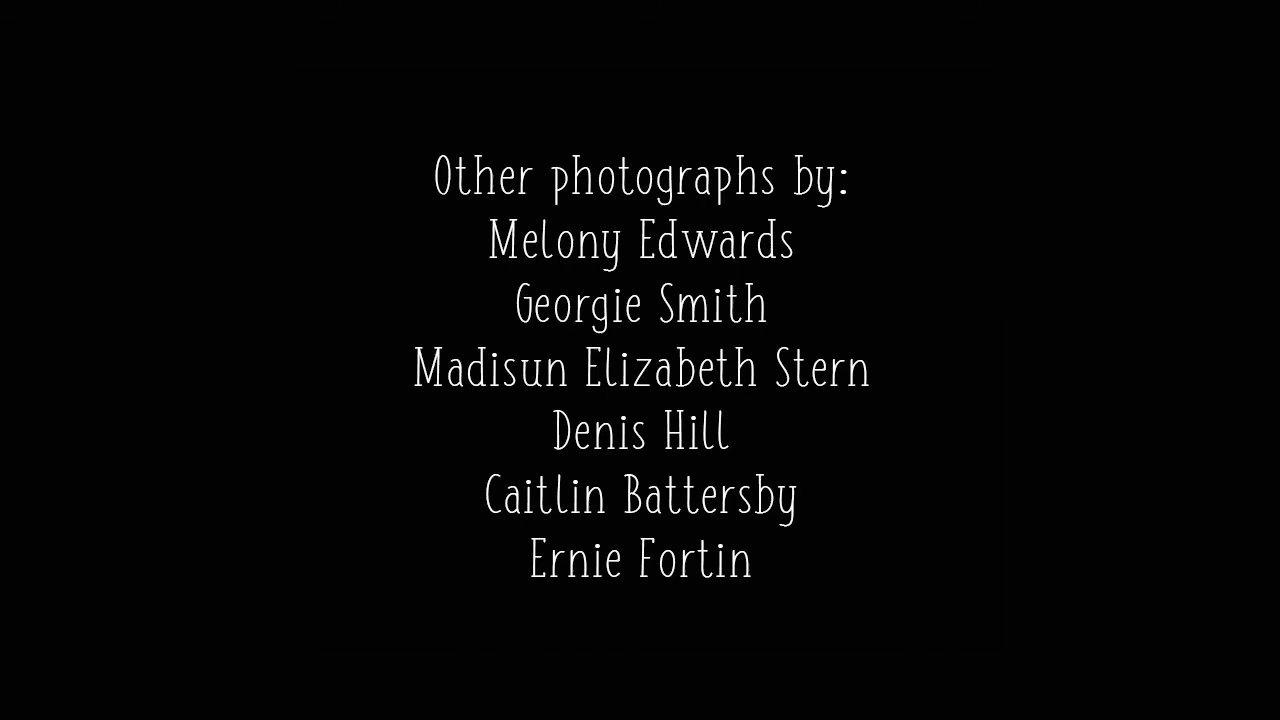 Other photographs by:
Melony Edwards
Georgie Smith
Madisun Elizabeth Stern
Denis Hill
Caitlin Battersby
Ernie Fortin